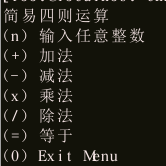 简易四则运算
(n) 输入任意整数
(+) 加法
(-) 减法
(x) 乘法
(/) 除法
(=) 等于
(0) Exit Menu